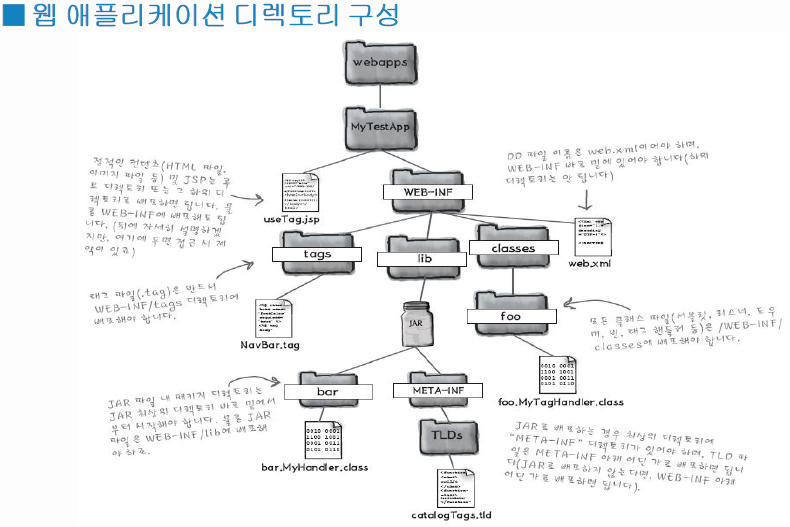 웹 애플리케이션 디렉토리 구성
webapps
MyTestApp
정적인 컨텐츠(HTML 파일,
이미지 파일 등) 및 JSP는 루
트 디렉토리 또는 그 하위 디
렉토리로 배포하면 됩니다. 물
론 WEB-INF에 배포해도 됩
니다. (뒤에 자세히 설명하겠
지만, 여기에 두면 접근 시 제
약이 있죠)
DD 파일 이름은 web.xml이어야 하며,
WEB-INF 바로 밑에 있어야 합니다(하위
디렉토리는 안 됩니다)
useTag.jsp
WEB-INF
web.xml
tags
lib
classes
태그 파일(.tag)은 반드시
WEB-INF/tags 디렉토리에
배포해야 합니다.
NavBar.tag
JAR
foo
모든 클래스 파일(서블릿, 리스너, 도우
미, 빈, 태그 핸들러 등)은 /WEB-INF/
classes에 배포해야 합니다.
foo.MyTagHandler.class
JAR 파일 내 패키지 디렉토리는
JAR 최상위 디렉토리 바로 밑에서
부터 시작해야 합니다. 물론 JAR
파일은 WEB-INF/lib에 배포해
야 하죠.
bar
META-INF
bar.MyHandler.class
TLDs
catalogTags.tld
JAR로 배포하는 경우 최상위 디렉토리에
"META-INF" 디렉토리가 있어야 하며, TLD 파
일은 META-INF 아래 어딘 가로 배포하면 됩니
다(JAR로 배포하지 않는다면, WEB-INF 아래
어딘 가로 배포하면 됩니다).